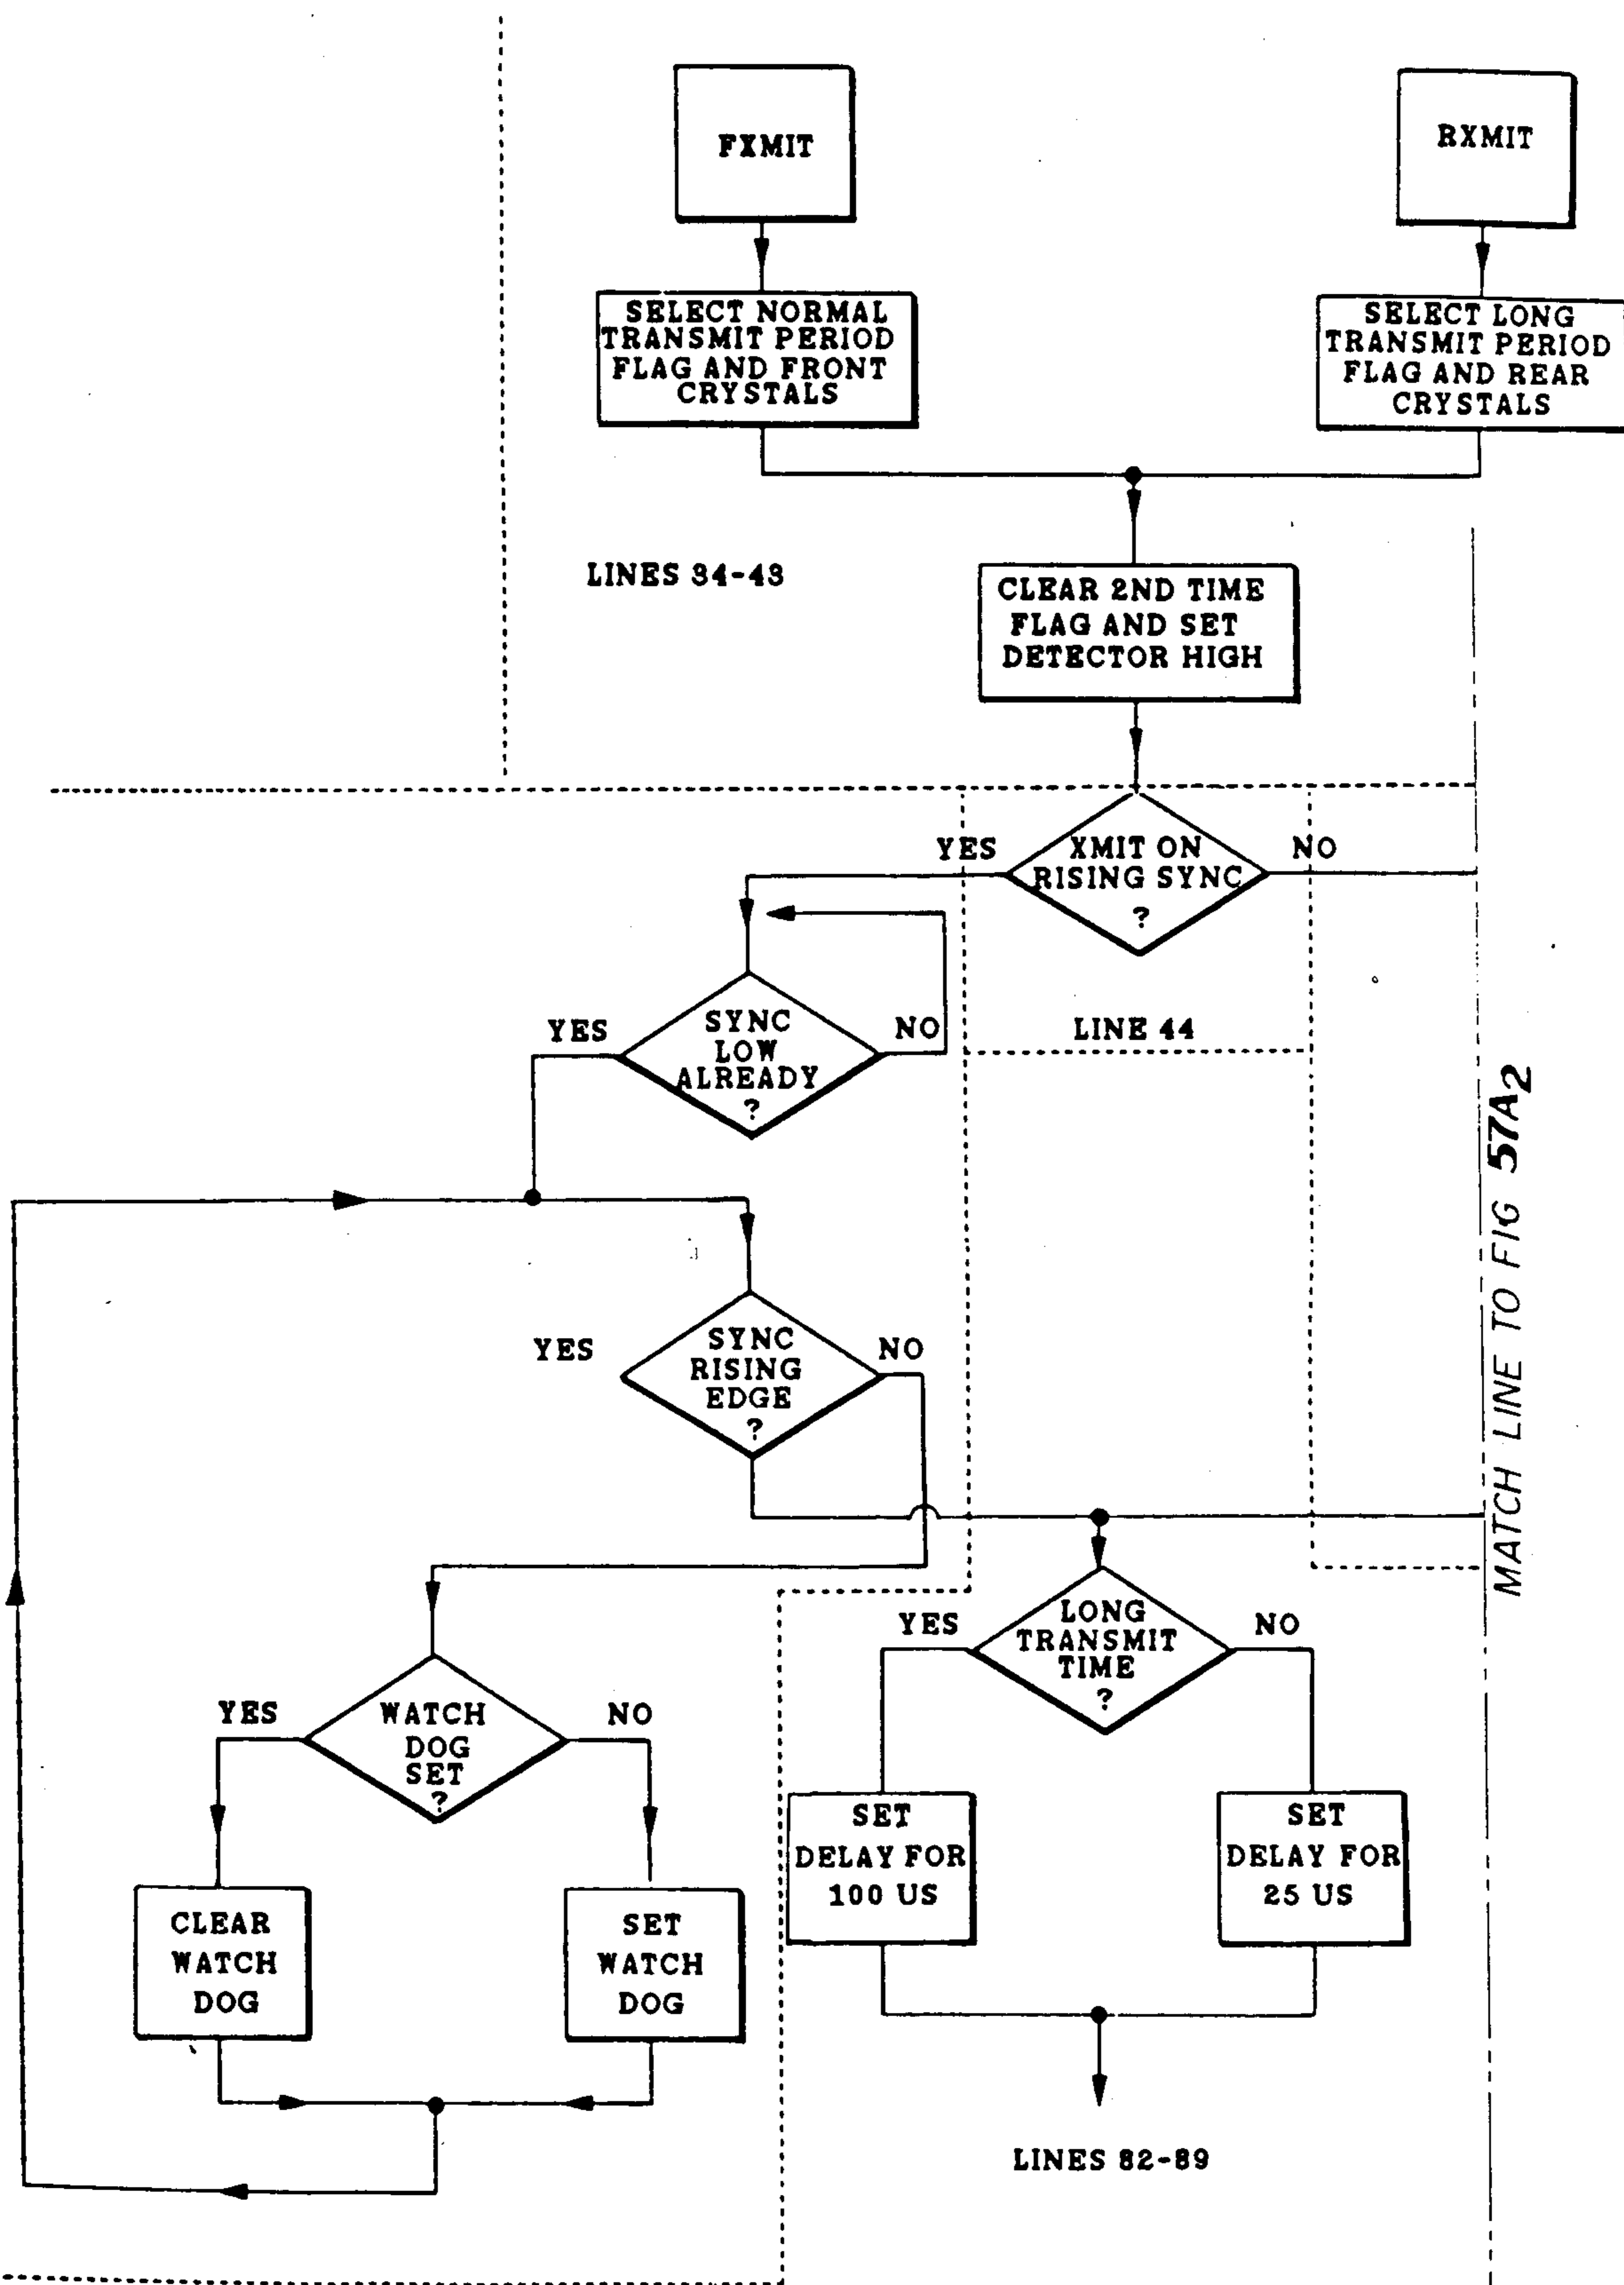 FXMIT
RXMIT
SELECT NORMAL
TRANSMIT PERIOD
FLAG AND FRONT
CRYSTALS
SELECT LONG
TRANSMIT PERIOD
FLAG AND REAR
CRYSTALS
LINES 34-43
CLEAR 2ND TIME
FLAG AND SET
DETECTOR HIGH
YES
XMIT ON
RISING SYNC
?
NO
YES
SYNC
LOW
ALREADY
?
NO
LINE 44
YES
SYNC
RISING
EDGE
?
NO
MATCH LINE TO FIG 57A2
YES
LONG
TRANSMIT
TIME
?
NO
YES
WATCH
DOG
SET
?
NO
SET
DELAY FOR
100 US
SET
DELAY FOR
25 US
CLEAR
WATCH
DOG
SET
WATCH
DOG
LINES 82-89